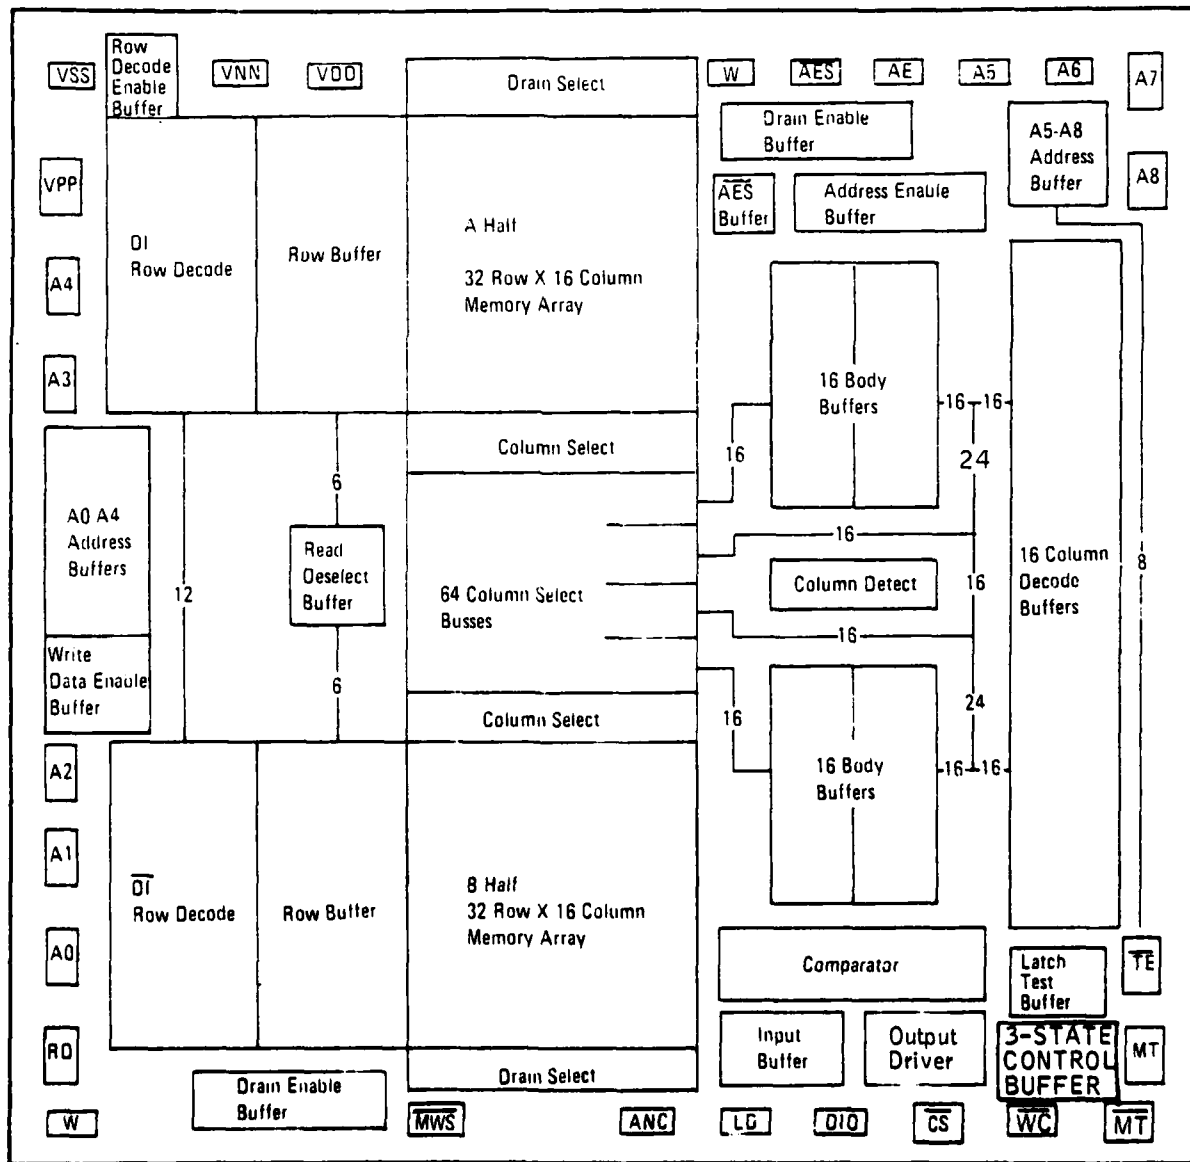 Row
Decode
Enable
Buffer
VSS
VNN
VDD
Drain Select
W
AES
AE
A5
A6
A7
Drain Enable
Buffer
A5-A8
Address
Buffer
VPP
AES
Buffer
Address Enable
Buffer
A8
DI
Row Decode
Row Buffer
A Half
32 Row X 16 Column
Memory Array
A4
A3
16 Body
Buffers
16
16
Column Select
16
24
6
A0 A4
Address
Buffers
12
Read
Deselect
Buffer
64 Column Select
Busses
16
Column Detect
16
16 Column
Decode
Buffers
8
16
Write
Data Enable
Buffer
6
Column Select
16
24
A2
16 Body
Buffers
16
16
A1
DI
Row Decode
Row Buffer
B Half
32 Row X 16 Column
Memory Array
A0
Comparator
Latch
Test
Buffer
TE
RO
Input
Buffer
Output
Driver
3-STATE
CONTROL
BUFFER
MT
Drain Enable
Buffer
Drain Select
W
MWS
ANC
LG
DIO
CS
WC
MT